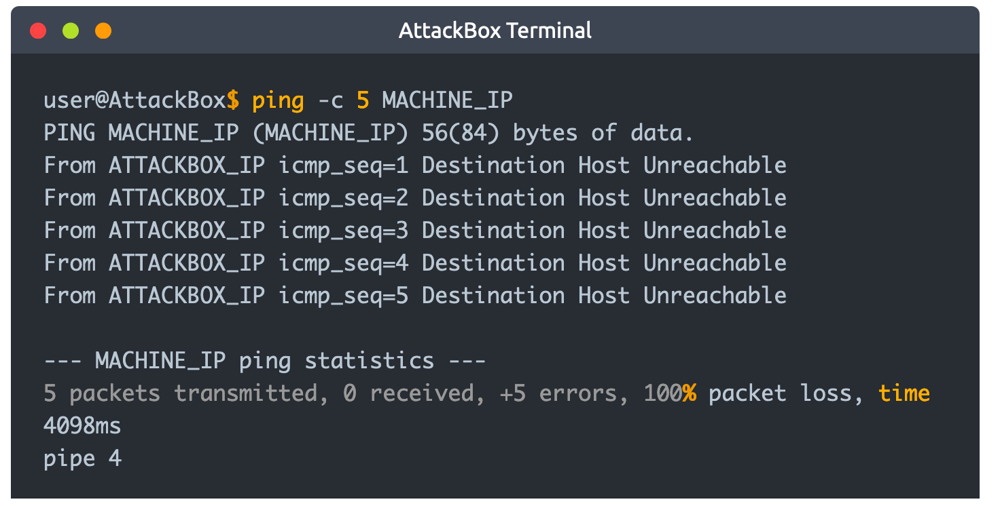 AttackBox Terminal
user@AttackBox$ ping -c 5 MACHINE_IP
PING MACHINE_IP (MACHINE_IP) 56(84) bytes of data.
From ATTACKBOX_IP icmp_seq=1 Destination Host Unreachable
From ATTACKBOX_IP icmp_seq=2 Destination Host Unreachable
From ATTACKBOX_IP icmp_seq=3 Destination Host Unreachable
From ATTACKBOX_IP icmp_seq=4 Destination Host Unreachable
From ATTACKBOX_IP icmp_seq=5 Destination Host Unreachable
--- MACHINE_IP ping statistics ---
5 packets transmitted, 0 received, +5 errors, 100% packet loss, time
4098ms
pipe 4